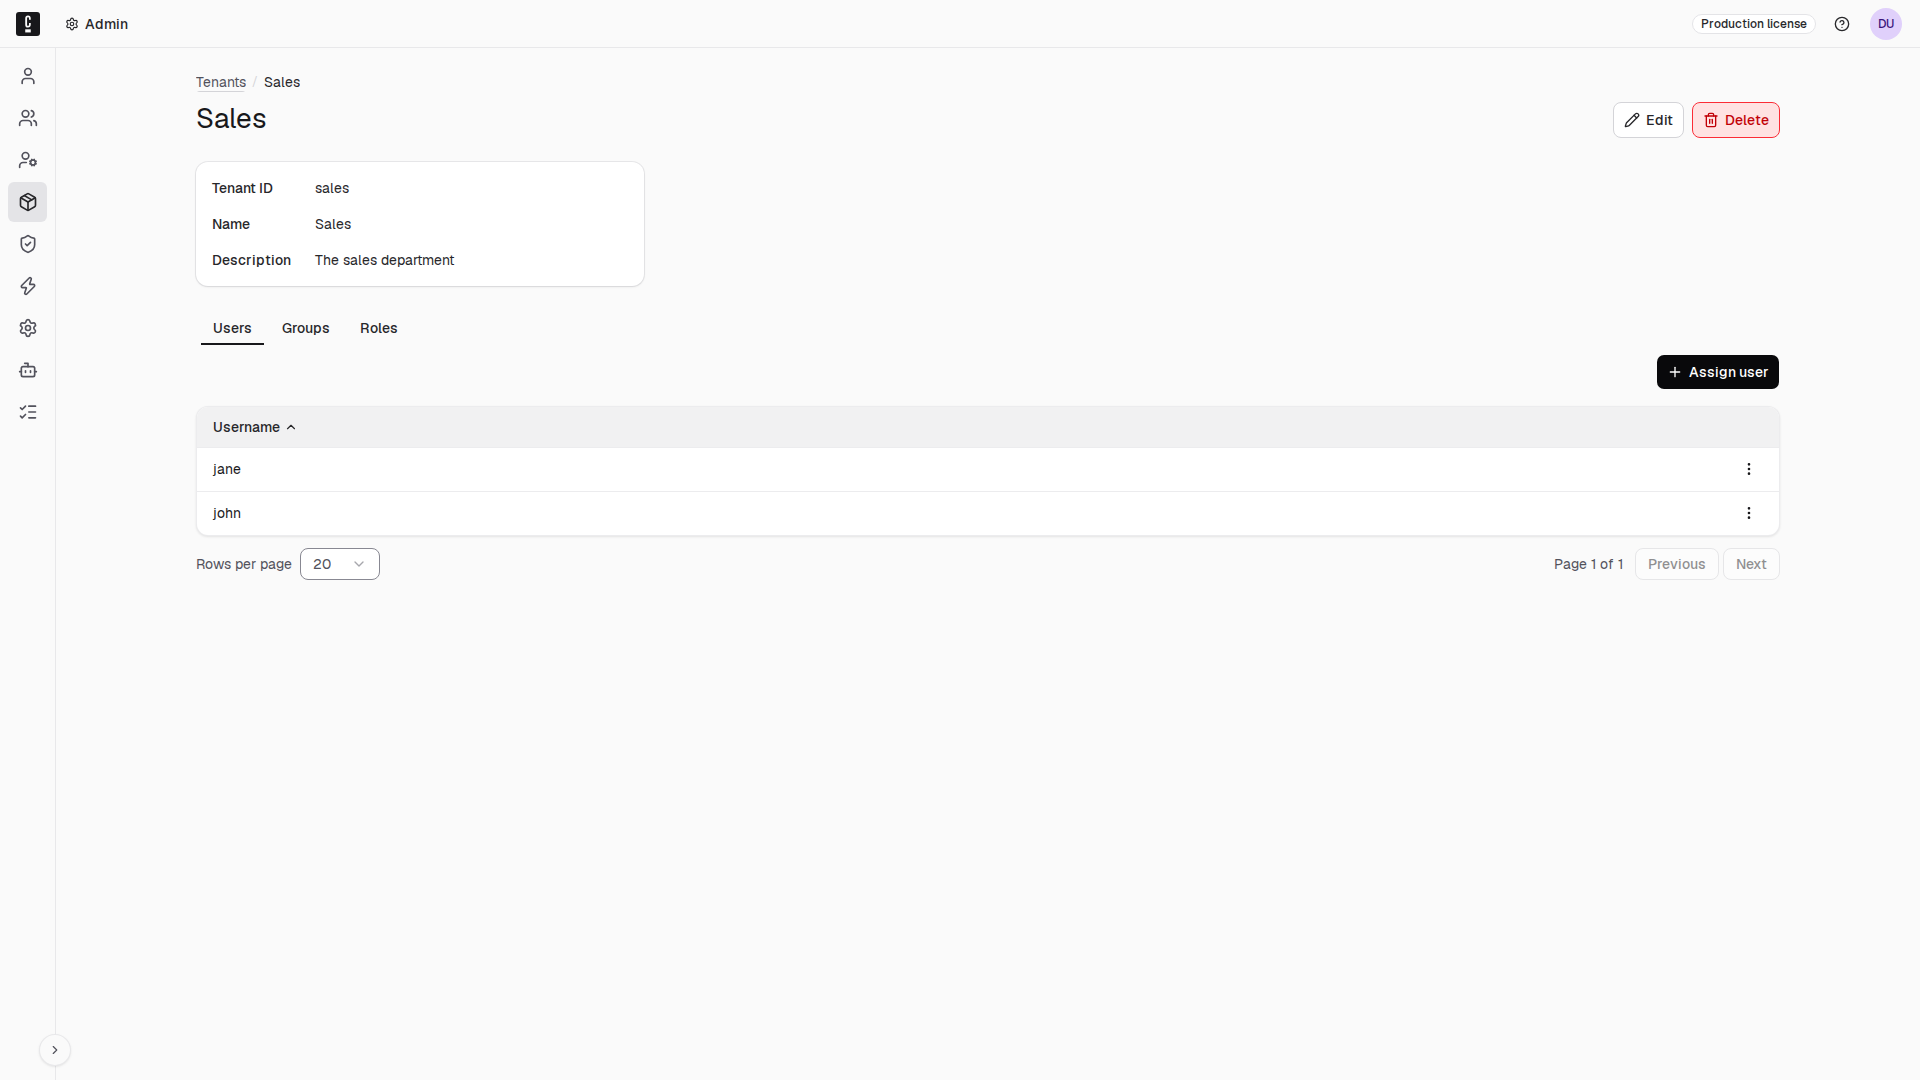 Admin
Production license
DU
Tenants / Sales
Sales
Edit
Delete
Tenant ID sales
Name Sales
Description The sales department
Users Groups Roles
Assign user
Username
jane
john
Rows per page 20
Page 1 of 1 Previous Next